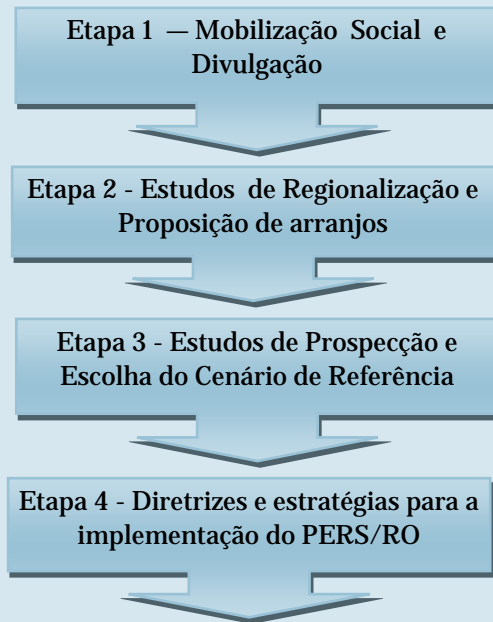 Etapa 1 — Mobilização Social e
Divulgação
Etapa 2 - Estudos de Regionalização e
Proposição de arranjos
Etapa 3 - Estudos de Prospecção e
Escolha do Cenário de Referência
Etapa 4 - Diretrizes e estratégias para a
implementação do PERS/RO